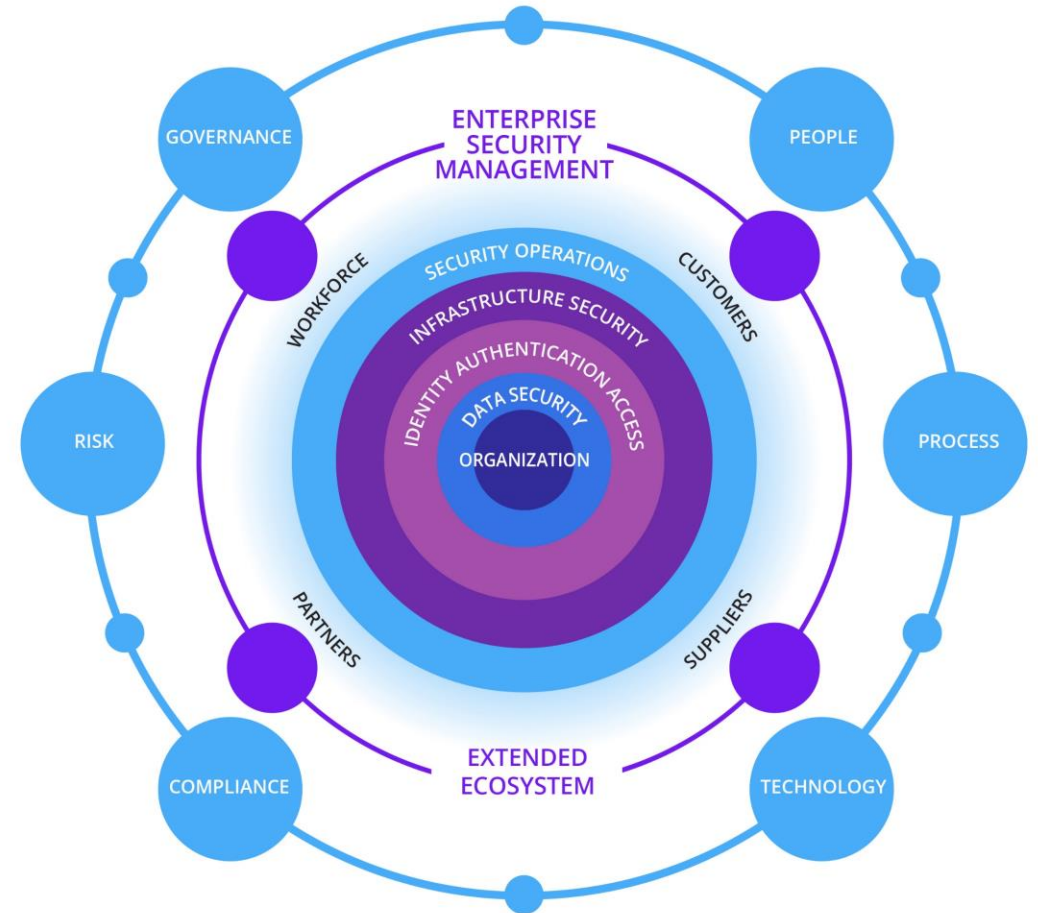 ENTERPRISE
SECURITY
MANAGEMENT
GOVERNANCE
PEOPLE
WORKFORCE
CUSTOMERS
SECURITY OPERATIONS
INFRASTRUCTURE SECURITY
IDENTITY AUTHENTICATION ACCESS
DATA SECURITY
ORGANIZATION
RISK
PROCESS
PARTNERS
SUPPLIERS
EXTENDED
ECOSYSTEM
COMPLIANCE
TECHNOLOGY